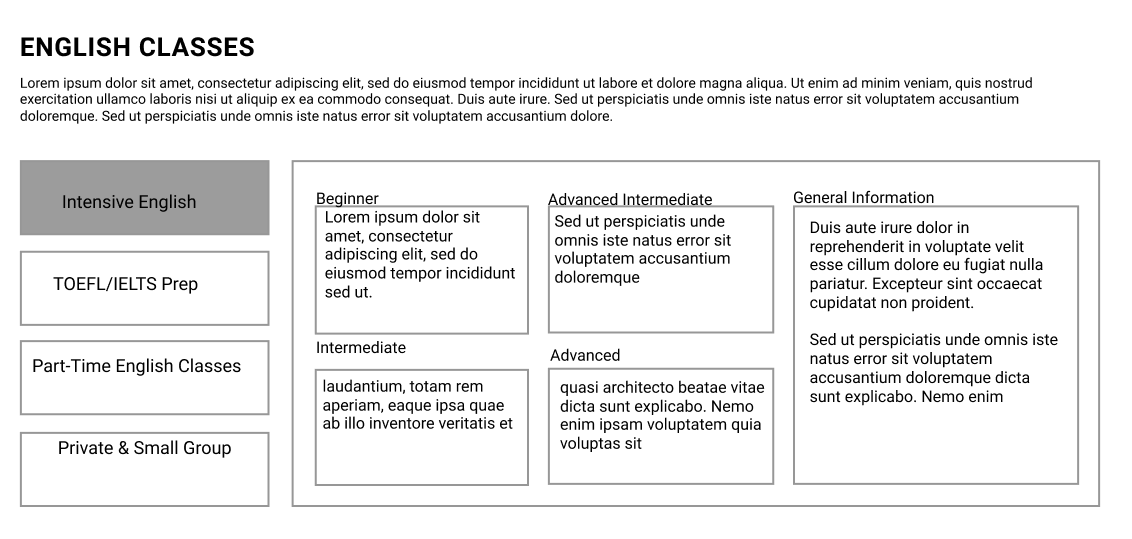 ENGLISH CLASSES
Lorem ipsum dolor sit amet, consectetur adipiscing elit, sed do eiusmod tempor incididunt ut labore et dolore magna aliqua. Ut enim ad minim veniam, quis nostrud
exercitation ullamco laboris nisi ut aliquip ex ea commodo consequat. Duis aute irure. Sed ut perspiciatis unde omnis iste natus error sit voluptatem accusantium
doloremque. Sed ut perspiciatis unde omnis iste natus error sit voluptatem accusantium dolore.
Intensive English
TOEFL/IELTS Prep
Part-Time English Classes
Private & Small Group
Beginner
Lorem ipsum dolor sit
amet, consectetur
adipiscing elit, sed do
eiusmod tempor incididunt
sed ut.
Intermediate
laudantium, totam rem
aperiam, eaque ipsa quae
ab illo inventore veritatis et
Advanced Intermediate
Sed ut perspiciatis unde
omnis iste natus error sit
voluptatem accusantium
doloremque
Advanced
quasi architecto beatae vitae
dicta sunt explicabo. Nemo
enim ipsam voluptatem quia
voluptas sit
General Information
Duis aute irure dolor in
reprehenderit in voluptate velit
esse cillum dolore eu fugiat nulla
pariatur. Excepteur sint occaecat
cupidatat non proident.
Sed ut perspiciatis unde omnis iste
natus error sit voluptatem
accusantium doloremque dicta
sunt explicabo. Nemo enim